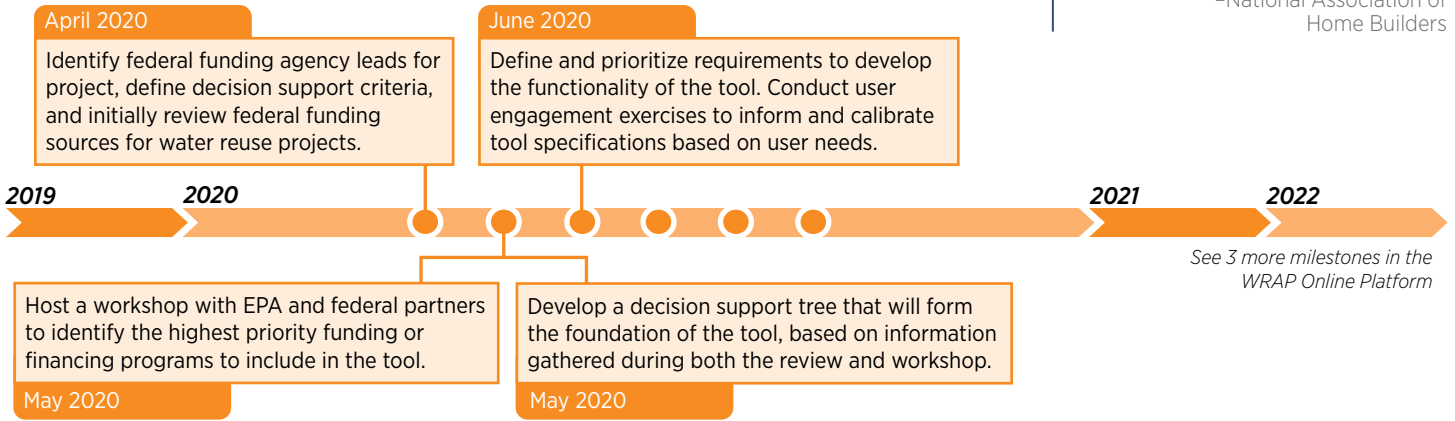 –National Association of
Home Builders
April 2020
Identify federal funding agency leads for
project, define decision support criteria,
and initially review federal funding
sources for water reuse projects.
June 2020
Define and prioritize requirements to develop
the functionality of the tool. Conduct user
engagement exercises to inform and calibrate
tool specifications based on user needs.
2019
2020
2021
2022
See 3 more milestones in the
WRAP Online Platform
Host a workshop with EPA and federal partners
to identify the highest priority funding or
financing programs to include in the tool.
May 2020
Develop a decision support tree that will form
the foundation of the tool, based on information
gathered during both the review and workshop.
May 2020